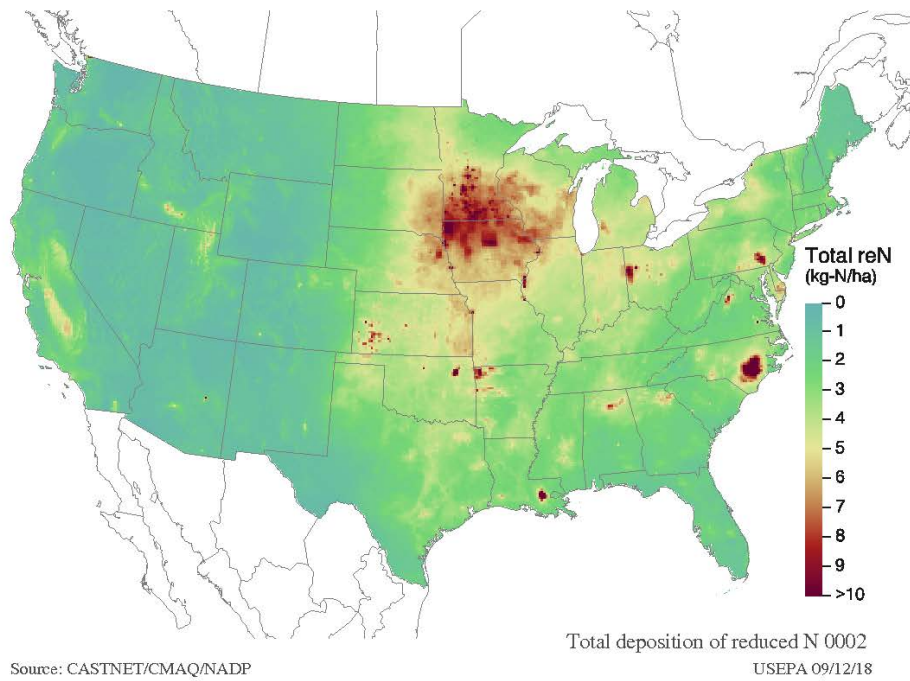 Total reN
(kg-N/ha)
0
1
2
3
4
5
6
7
8
9
>10
Total deposition of reduced N 0002
Source: CASTNET/CMAQ/NADP
USEPA 09/12/18